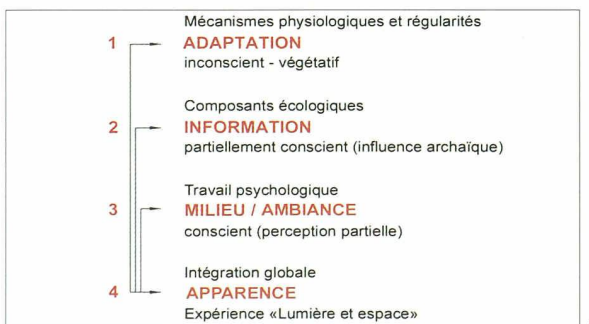 Mécanismes physiologiques et régularités
1 ADAPTATION
inconscient - végétatif
Composants écologiques
2 INFORMATION
partiellement conscient (influence archaïque)
Travail psychologique
3 MILIEU / AMBIANCE
conscient (perception partielle)
Intégration globale
4 APPARENCE
Expérience «Lumière et espace»